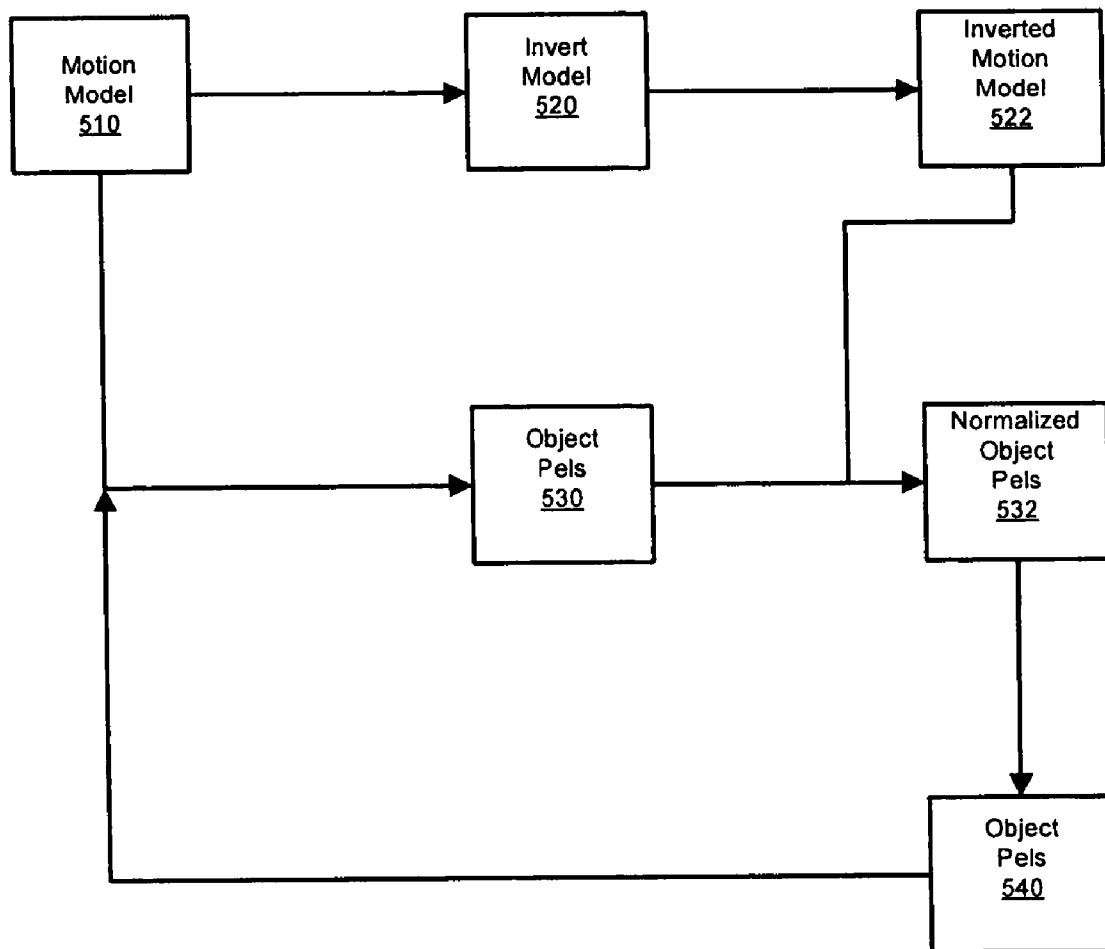 Motion
Model
510
Invert
Model
520
Inverted
Motion
Model
522
Object
Pels
530
Normalized
Object
Pels
532
Object
Pels
540